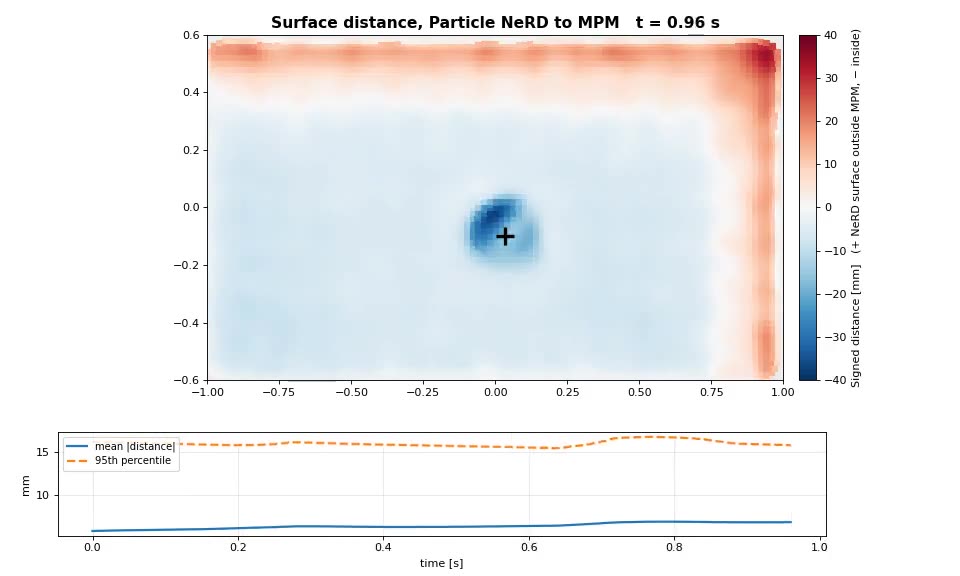 Surface distance, Particle NeRD to MPM t = 0.96 s
0.6
0.4
0.2
0.0
−0.2
−0.4
−0.6
−1.00 −0.75 −0.50 −0.25 0.00 0.25 0.50 0.75 1.00
40
30
20
10
0
−10
−20
−30
−40
Signed distance [mm] (+ NeRD surface outside MPM, − inside)
mean |distance|
95th percentile
15
10
mm
0.0 0.2 0.4 0.6 0.8 1.0
time [s]